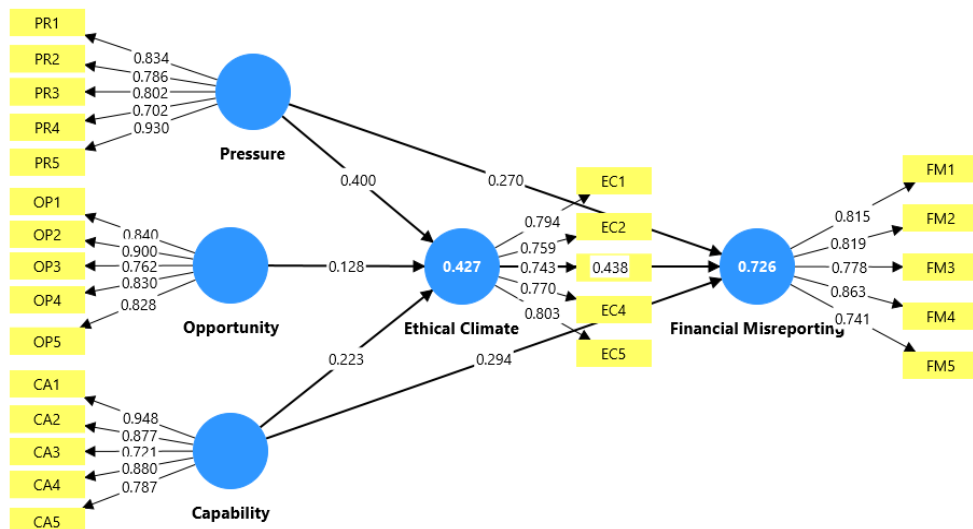 PR1
PR2
PR3
PR4
PR5
0.834
0.786
0.802
0.702
0.930
Pressure
OP1
OP2
OP3
OP4
OP5
0.840
0.900
0.762
0.830
0.828
Opportunity
CA1
CA2
CA3
CA4
CA5
0.948
0.877
0.721
0.880
0.787
Capability
0.400
0.128
0.223
0.270
0.294
0.427
Ethical Climate
0.794
0.759
0.743
0.770
0.803
EC1
EC2
0.438
EC4
EC5
0.726
Financial Misreporting
0.815
0.819
0.778
0.863
0.741
FM1
FM2
FM3
FM4
FM5